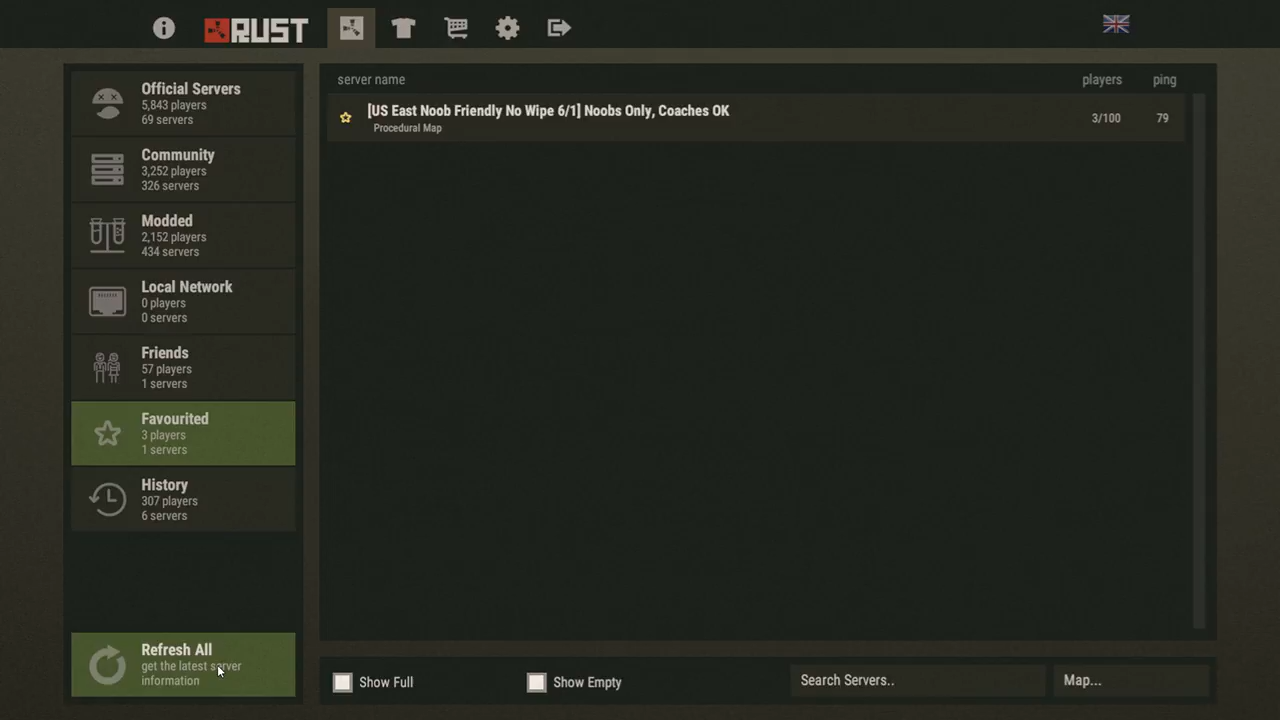 RUST
Official Servers
5,843 players
69 servers
Community
3,252 players
326 servers
Modded
2,152 players
434 servers
Local Network
0 players
0 servers
Friends
57 players
1 servers
Favourited
3 players
1 servers
History
307 players
6 servers
Refresh All
get the latest server
information
server name players ping
[US East Noob Friendly No Wipe 6/1] Noobs Only, Coaches OK 3/100 79
Procedural Map
Show Full Show Empty Search Servers.. Map...